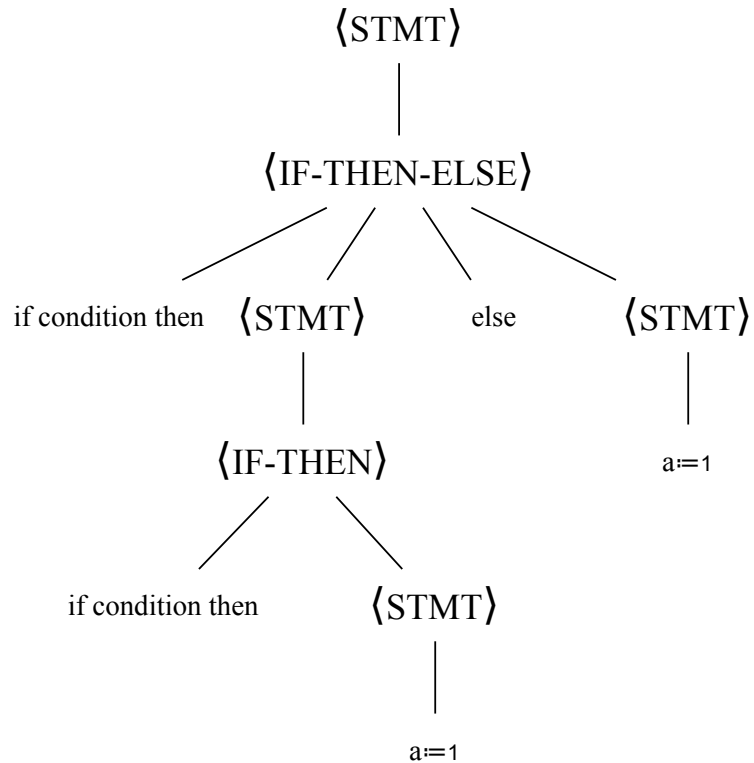 ⟨STMT⟩
⟨IF-THEN-ELSE⟩
if condition then ⟨STMT⟩ else ⟨STMT⟩
⟨IF-THEN⟩ a:=1
if condition then ⟨STMT⟩
a:=1